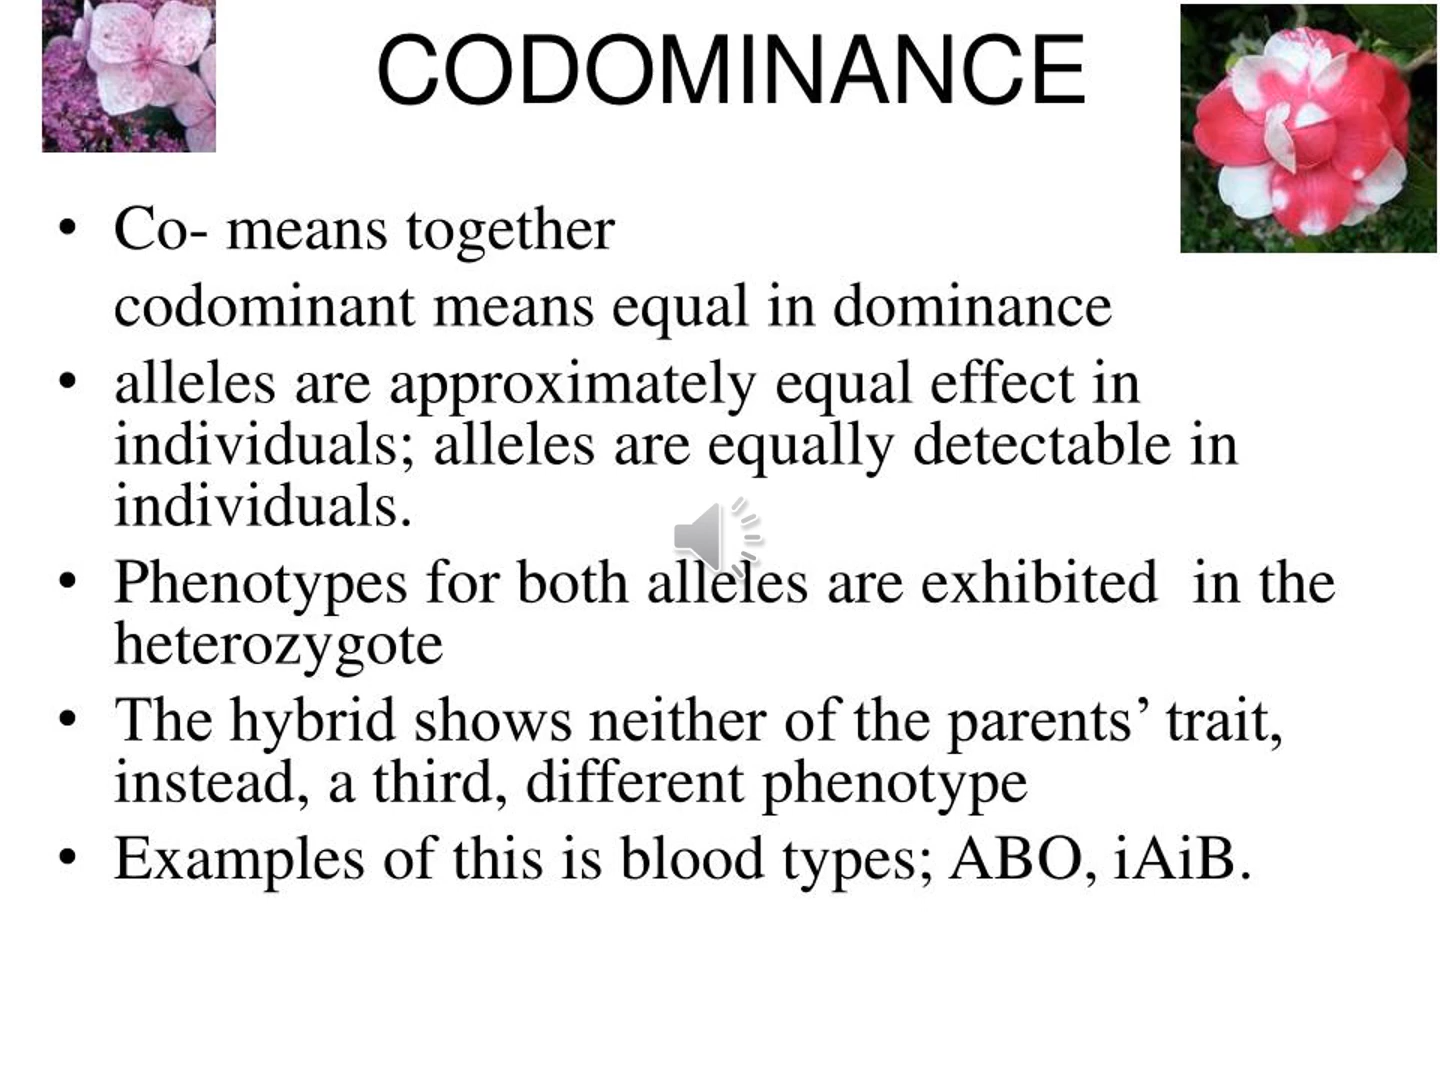 CODOMINANCE
• Co- means together
codominant means equal in dominance
• alleles are approximately equal effect in
individuals; alleles are equally detectable in
individuals.
• Phenotypes for both alleles are exhibited  in the
heterozygote
• The hybrid shows neither of the parents’ trait,
instead, a third, different phenotype
• Examples of this is blood types; ABO, iAiB.